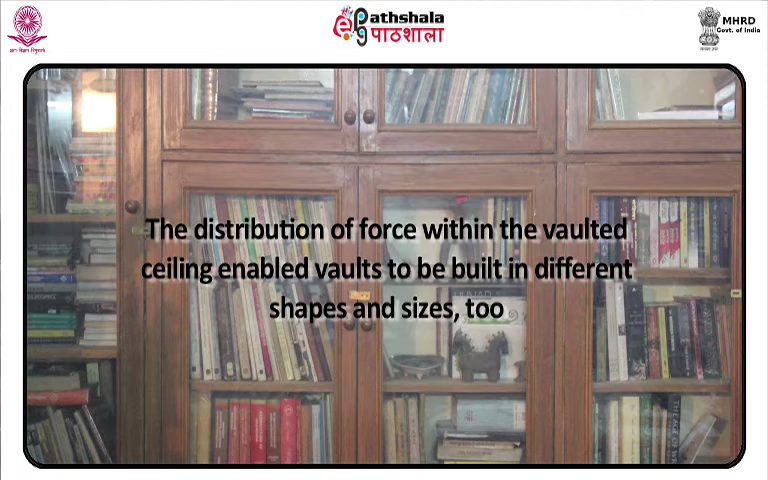 ePathshala
पाठशाला
MHRD
Govt. of India
The distribution of force within the vaulted
ceiling enabled vaults to be built in different
shapes and sizes, too